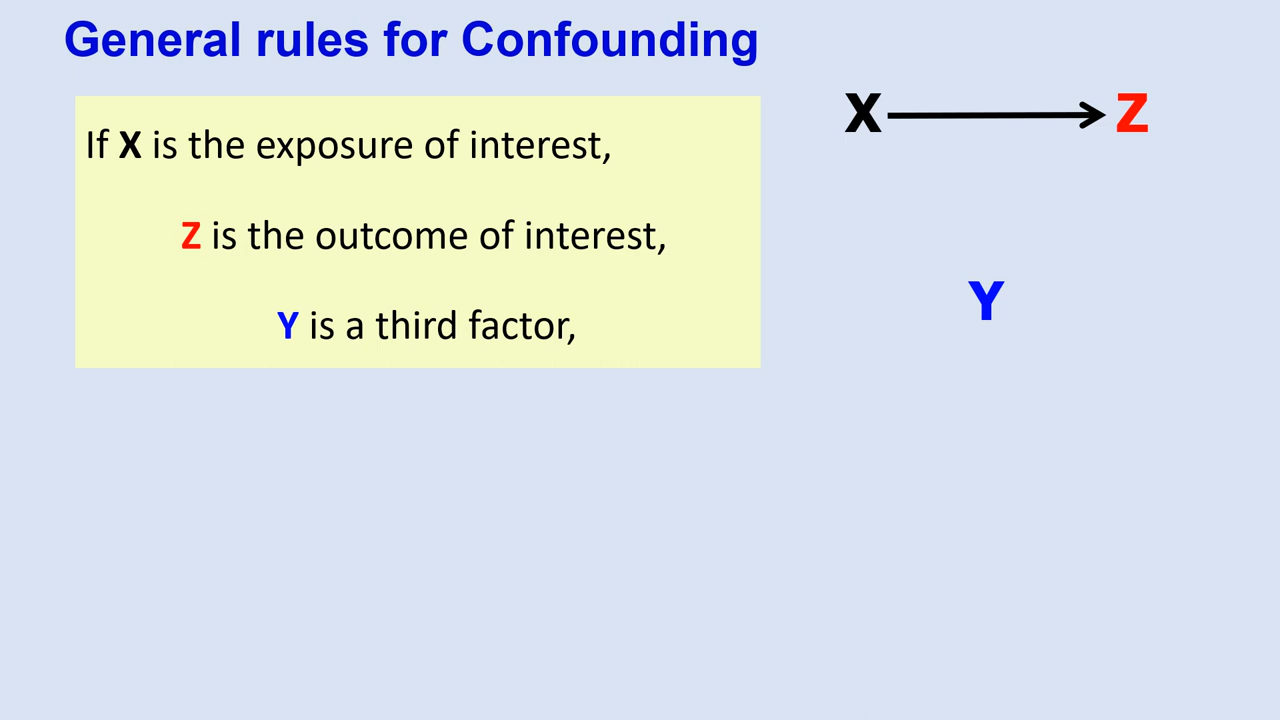 General rules for Confounding
If X is the exposure of interest,
Z is the outcome of interest,
Y is a third factor,
X Z
Y